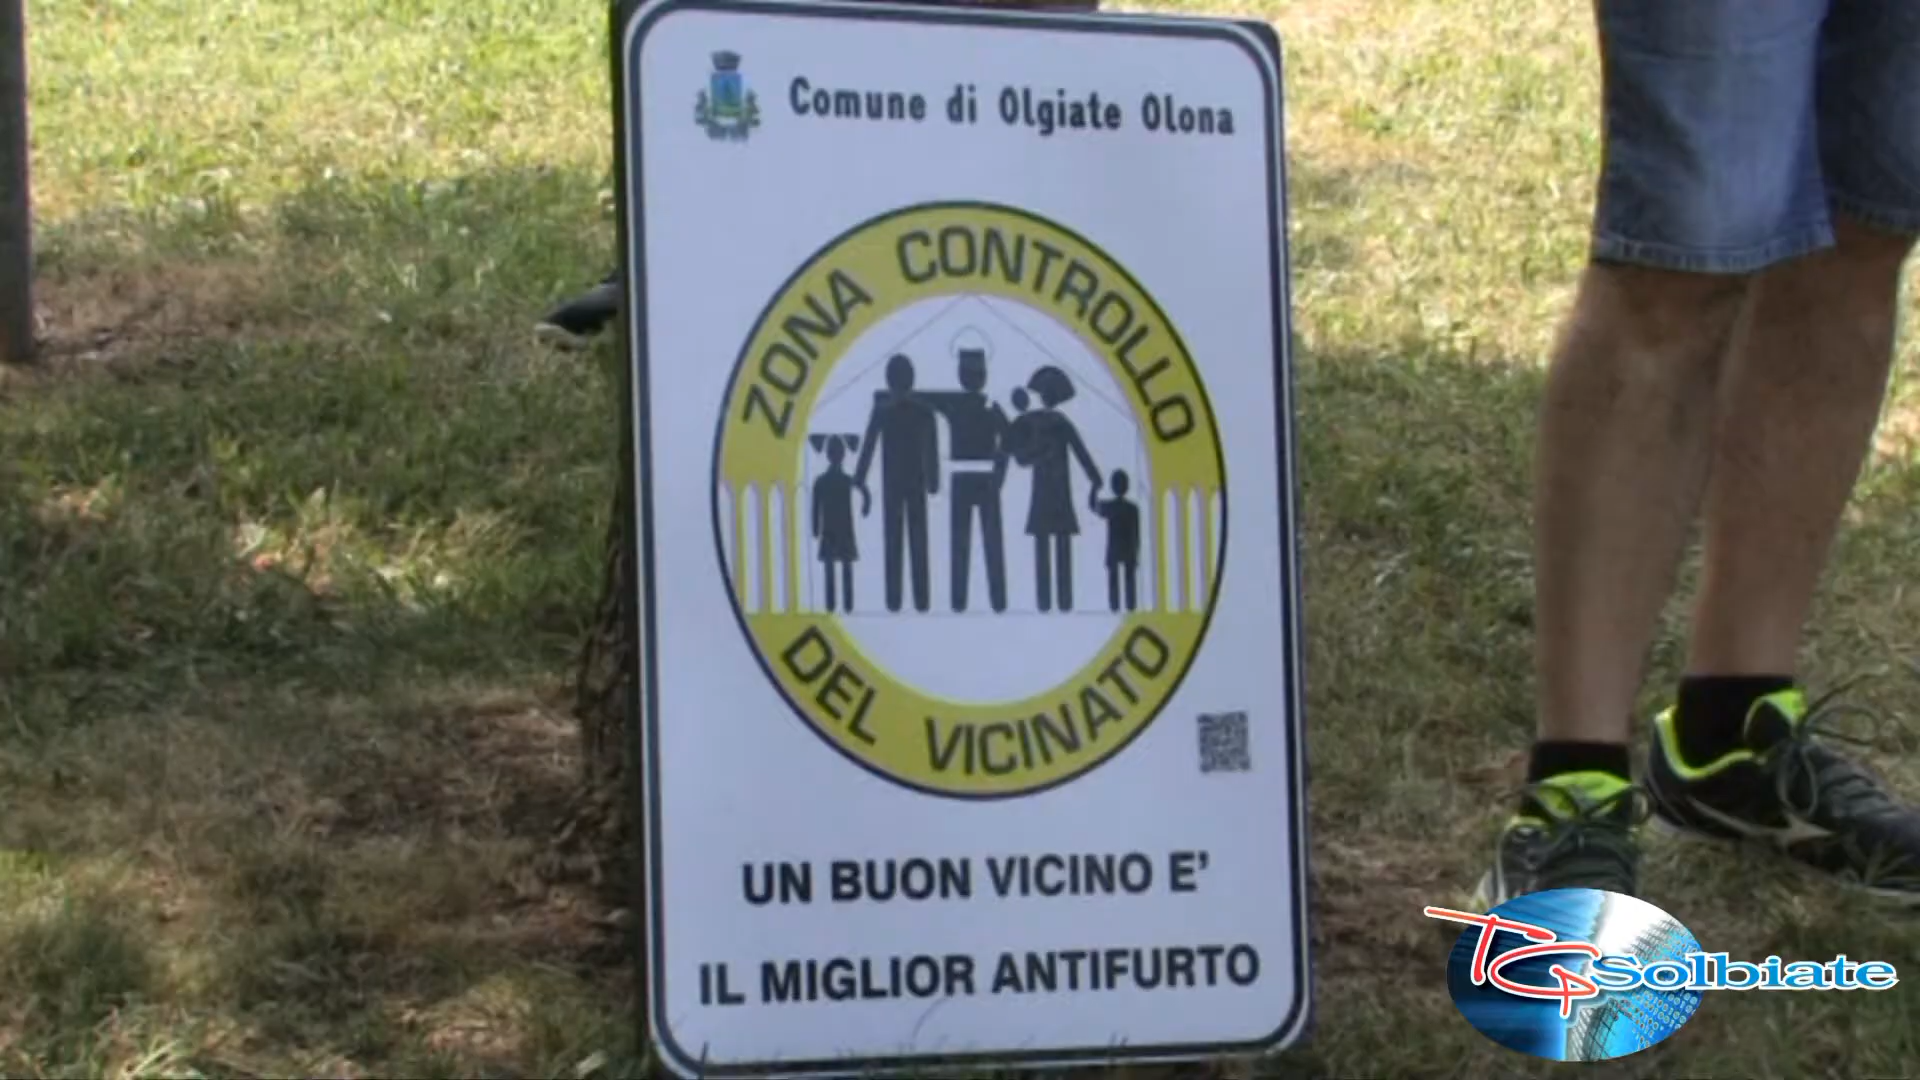 Comune di Olgiate Olona
ZONA CONTROLLO
DEL VICINATO
UN BUON VICINO E'
IL MIGLIOR ANTIFURTO
TG Solbiate